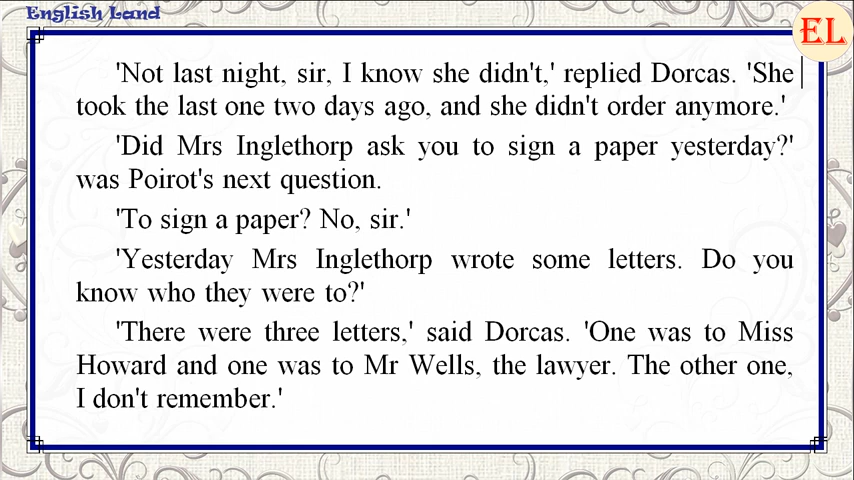 English Land
EL
'Not last night, sir, I know she didn't,' replied Dorcas. 'She
took the last one two days ago, and she didn't order anymore.'
'Did Mrs Inglethorp ask you to sign a paper yesterday?'
was Poirot's next question.
'To sign a paper? No, sir.'
'Yesterday Mrs Inglethorp wrote some letters. Do you
know who they were to?'
'There were three letters,' said Dorcas. 'One was to Miss
Howard and one was to Mr Wells, the lawyer. The other one,
I don't remember.'